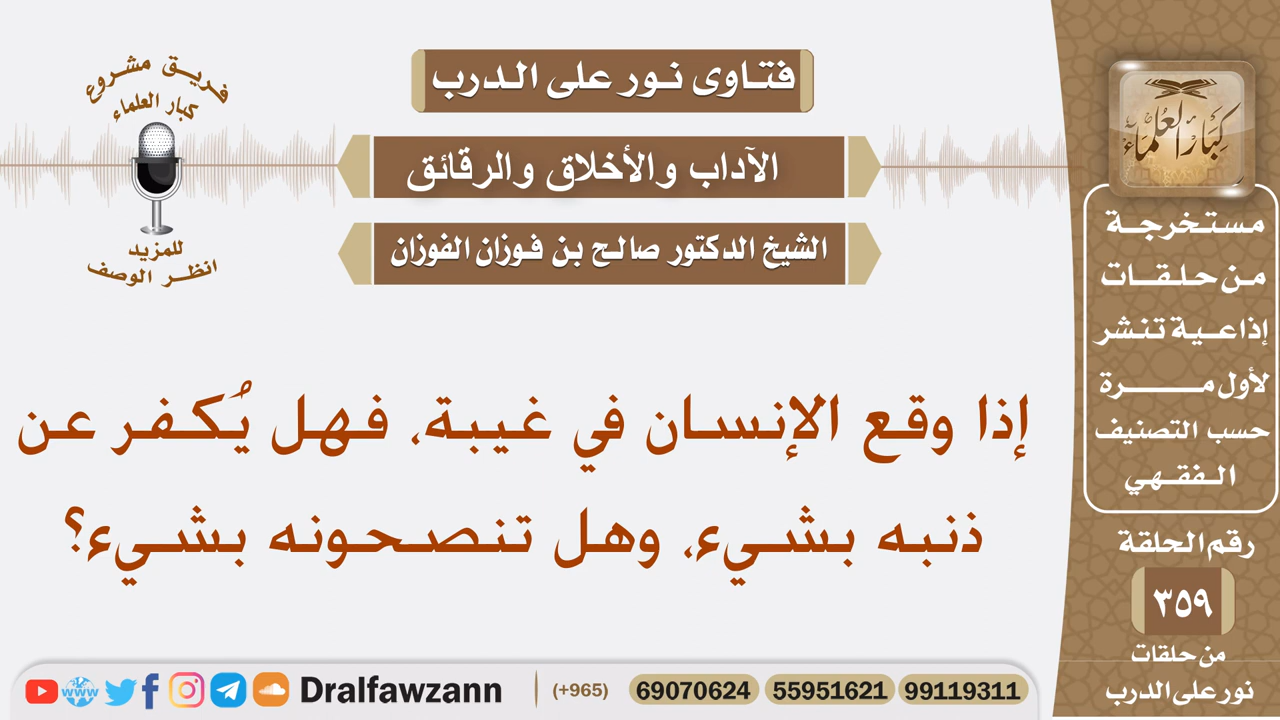 فتاوى نور على الدرب
الآداب والأخلاق والرقائق
الشيخ الدكتور صالح بن فوزان الفوزان
فريق مشروع
كبار العلماء
للمزيد
انظر الوصف
إذا وقع الإنسان في غيبة، فهل يُكفر عن
ذنبه بشيء، وهل تنصحونه بشيء؟
كبار العلماء
مستخرجة
من حلقات
إذاعية تنشر
لأول مرة
حسب التصنيف
الفقهي
رقم الحلقة
٣٥٩
من حلقات
نور على الدرب
www
Dralfawzann
(+965)
69070624
55951621
99119311